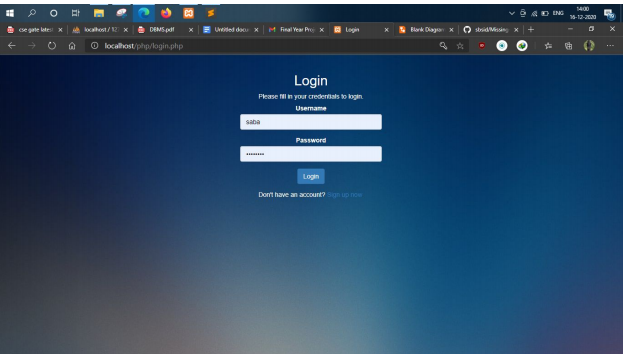 ENG
14:00
16-12-2020
cse gate latest
localhost / 12
DBMS.pdf
Untitled docu
Final Year Proj
Login
Blank Diagram
sbsid/Missing
localhost/php/login.php
Login
Please fill in your credentials to login.
Username
saba
Password
••••••••
Login
Don't have an account? Sign up now